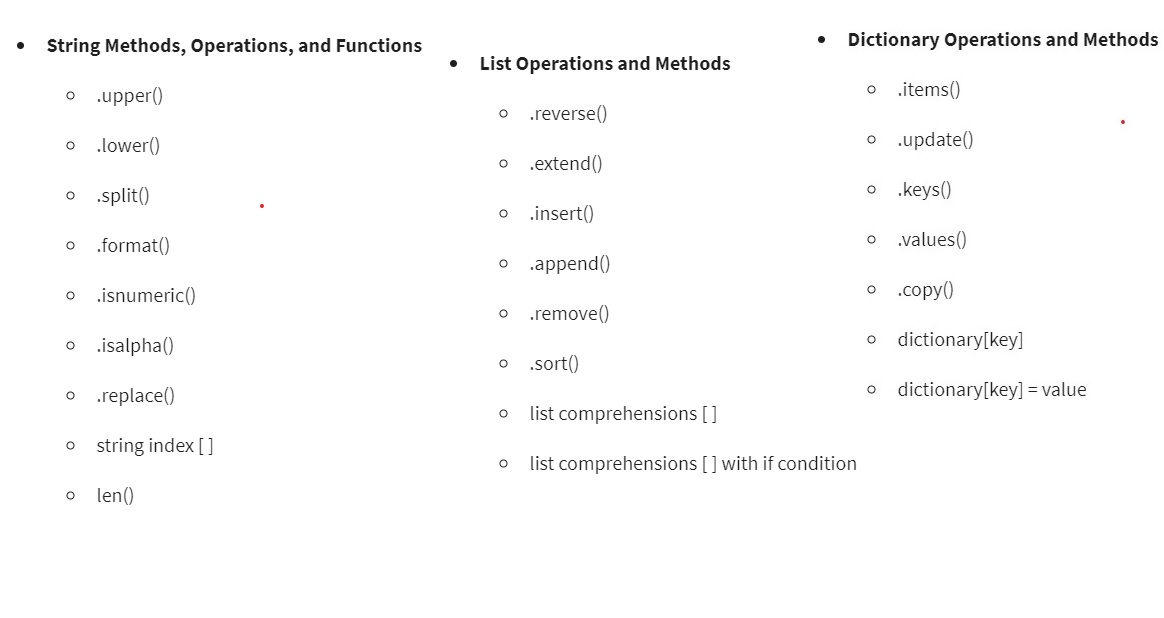 String Methods, Operations, and Functions
.upper()
.lower()
.split()
.format()
.isnumeric()
.isalpha()
.replace()
string index [ ]
len()
List Operations and Methods
.reverse()
.extend()
.insert()
.append()
.remove()
.sort()
list comprehensions [ ]
list comprehensions [ ] with if condition
Dictionary Operations and Methods
.items()
.update()
.keys()
.values()
.copy()
dictionary[key]
dictionary[key] = value